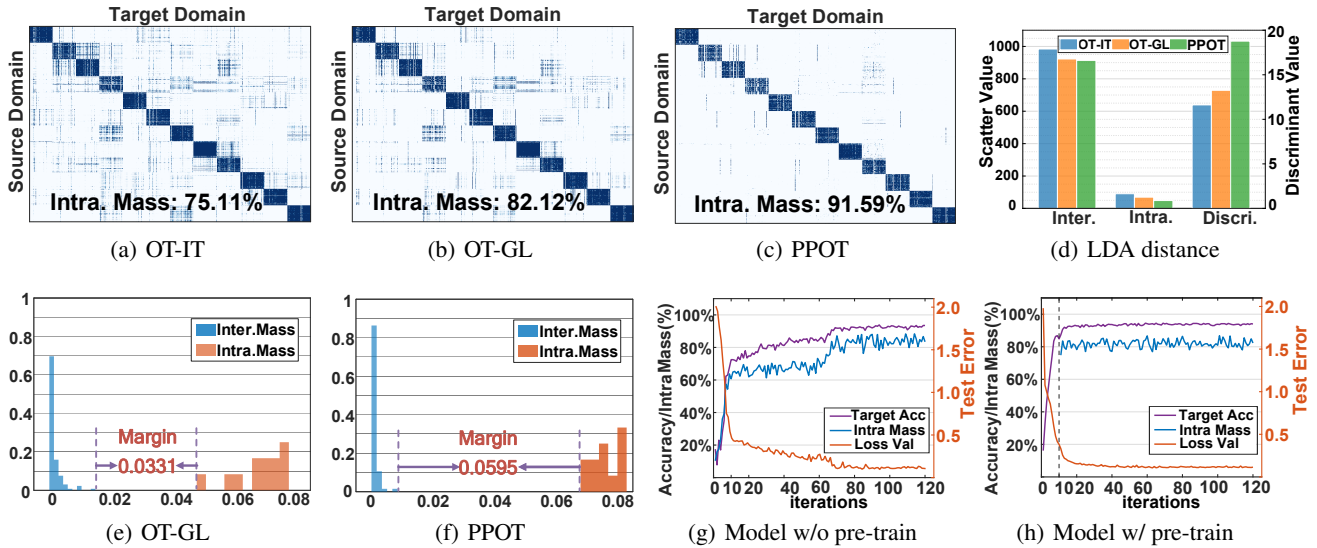 Target Domain
Source Domain
Intra. Mass: 75.11%
(a) OT-IT
Target Domain
Source Domain
Intra. Mass: 82.12%
(b) OT-GL
Target Domain
Source Domain
Intra. Mass: 91.59%
(c) PPOT
OT-IT OT-GL PPOT
Scatter Value
1000
800
600
400
200
0
Discriminant Value
20
15
10
5
0
Inter. Intra. Discri.
(d) LDA distance
1
0.8
0.6
0.4
0.2
0
Inter.Mass
Intra.Mass
Margin
0.0331
0 0.02 0.04 0.06 0.08
(e) OT-GL
1
0.8
0.6
0.4
0.2
0
Inter.Mass
Intra.Mass
Margin
0.0595
0 0.02 0.04 0.06 0.08
(f) PPOT
Accuracy/Intra Mass(%)
100%
80%
60%
40%
20%
Test Error
2.0
1.5
1.0
0.5
Target Acc
Intra Mass
Loss Val
0 10 20 40 60 80 100 120
iterations
(g) Model w/o pre-train
Accuracy/Intra Mass(%)
100%
80%
60%
40%
20%
Test Error
2.0
1.5
1.0
0.5
Target Acc
Intra Mass
Loss Val
0 10 20 40 60 80 100 120
iterations
(h) Model w/ pre-train